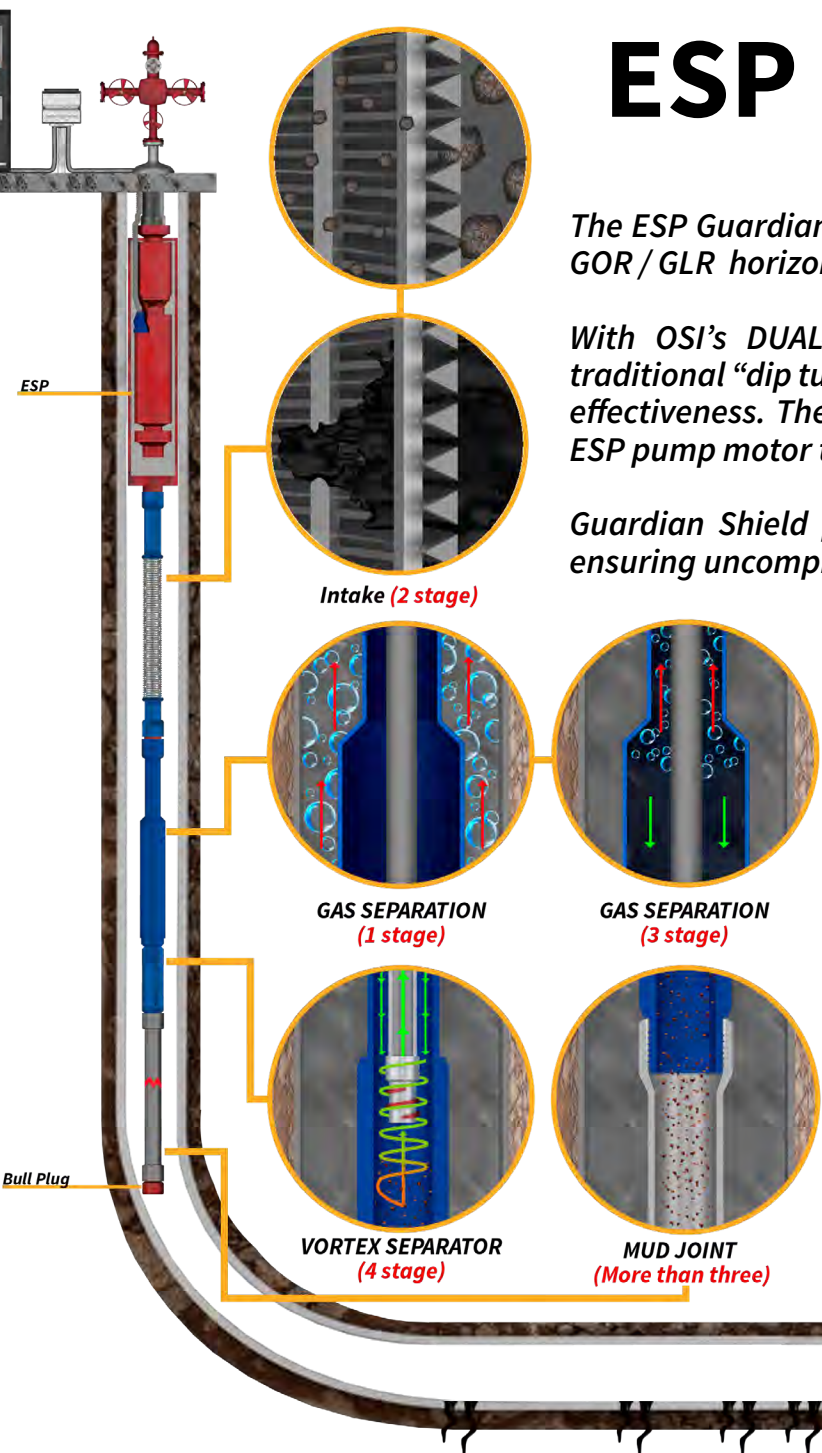 ESP
The ESP Guardian
GOR / GLR horizo
With OSI’s DUAL
traditional “dip tu
effectiveness. The
ESP pump motor t
Guardian Shield
ensuring uncomp
ESP
Intake (2 stage)
GAS SEPARATION
(1 stage)
GAS SEPARATION
(3 stage)
Bull Plug
VORTEX SEPARATOR
(4 stage)
MUD JOINT
(More than three)